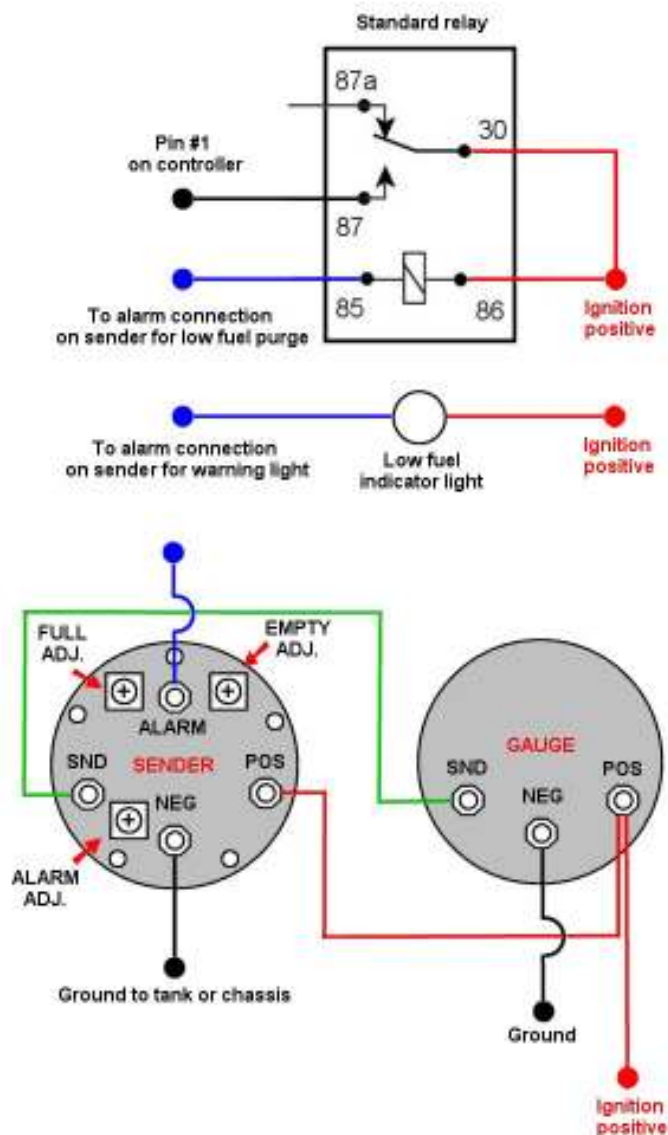 Standard relay
87a
30
Pin #1
on controller
87
85
86
To alarm connection
on sender for low fuel purge
Ignition
positive
To alarm connection
on sender for warning light
Low fuel
indicator light
Ignition
positive
FULL
ADJ.
EMPTY
ADJ.
ALARM
SND
SENDER
POS
NEG
ALARM
ADJ.
Ground to tank or chassis
GAUGE
SND
NEG
POS
Ground
Ignition
positive